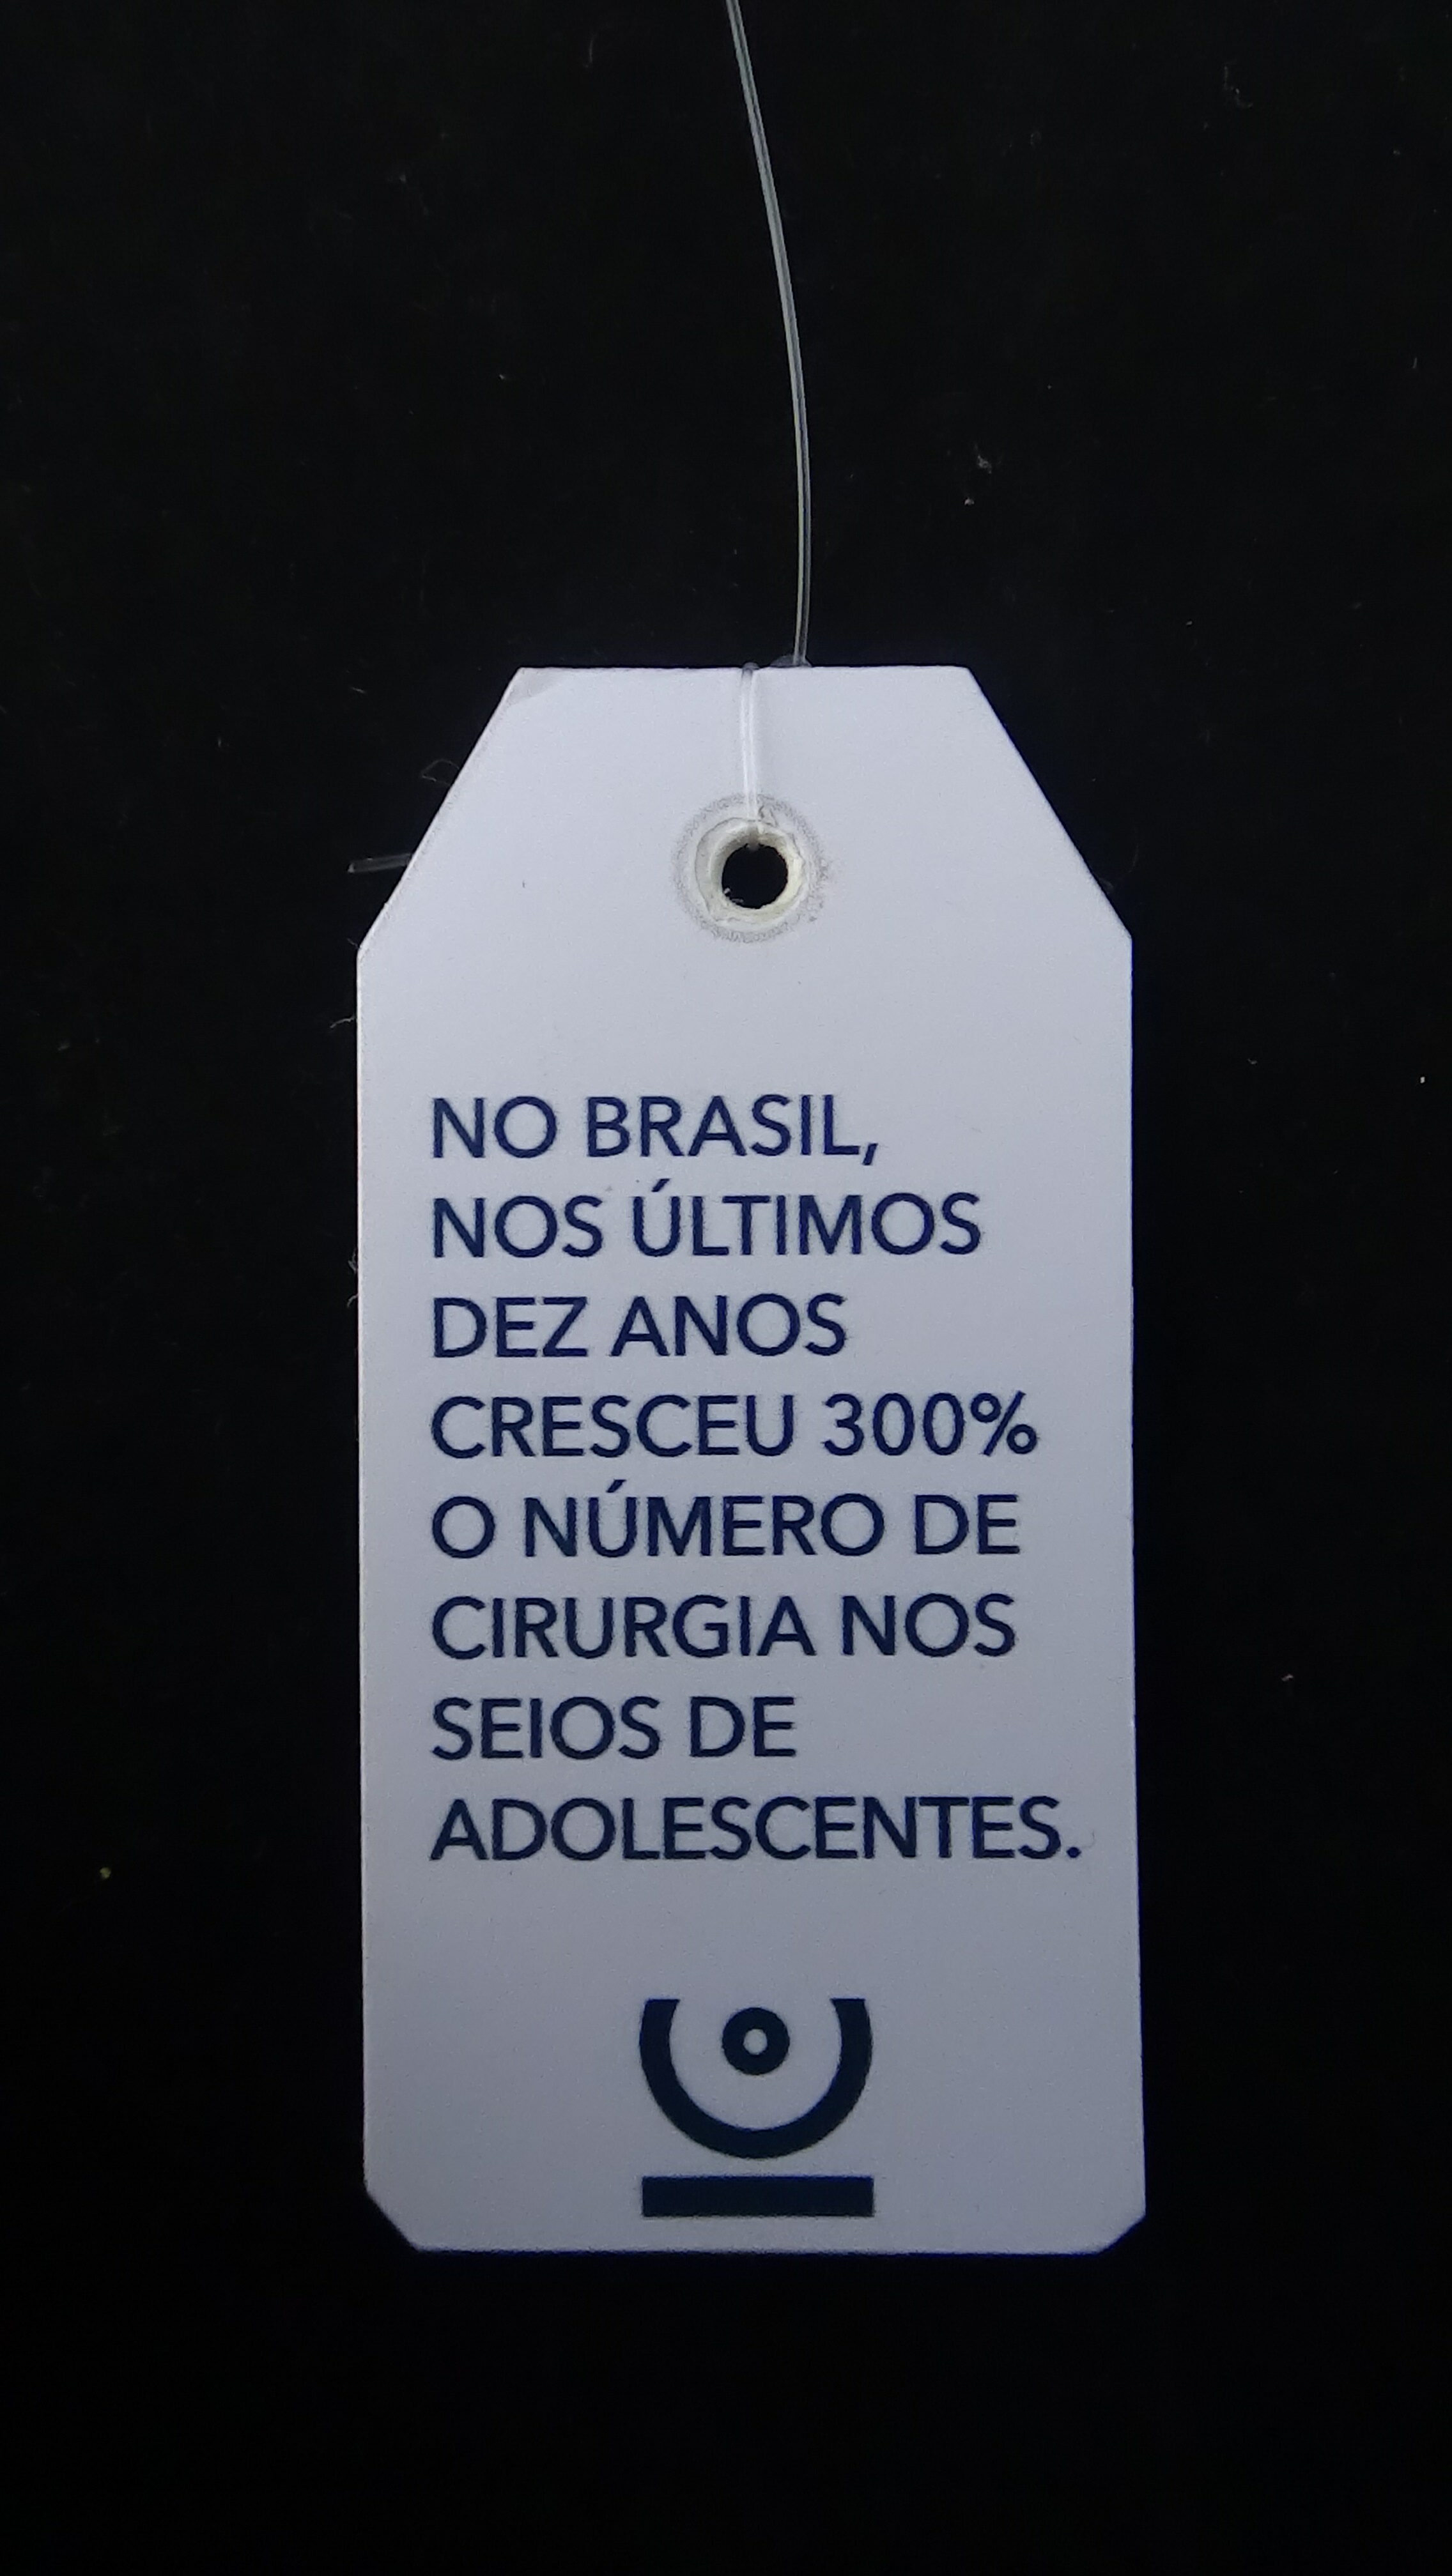 NO BRASIL,
NOS ÚLTIMOS
DEZ ANOS
CRESCEU 300%
O NÚMERO DE
CIRURGIA NOS
SEIOS DE
ADOLESCENTES.